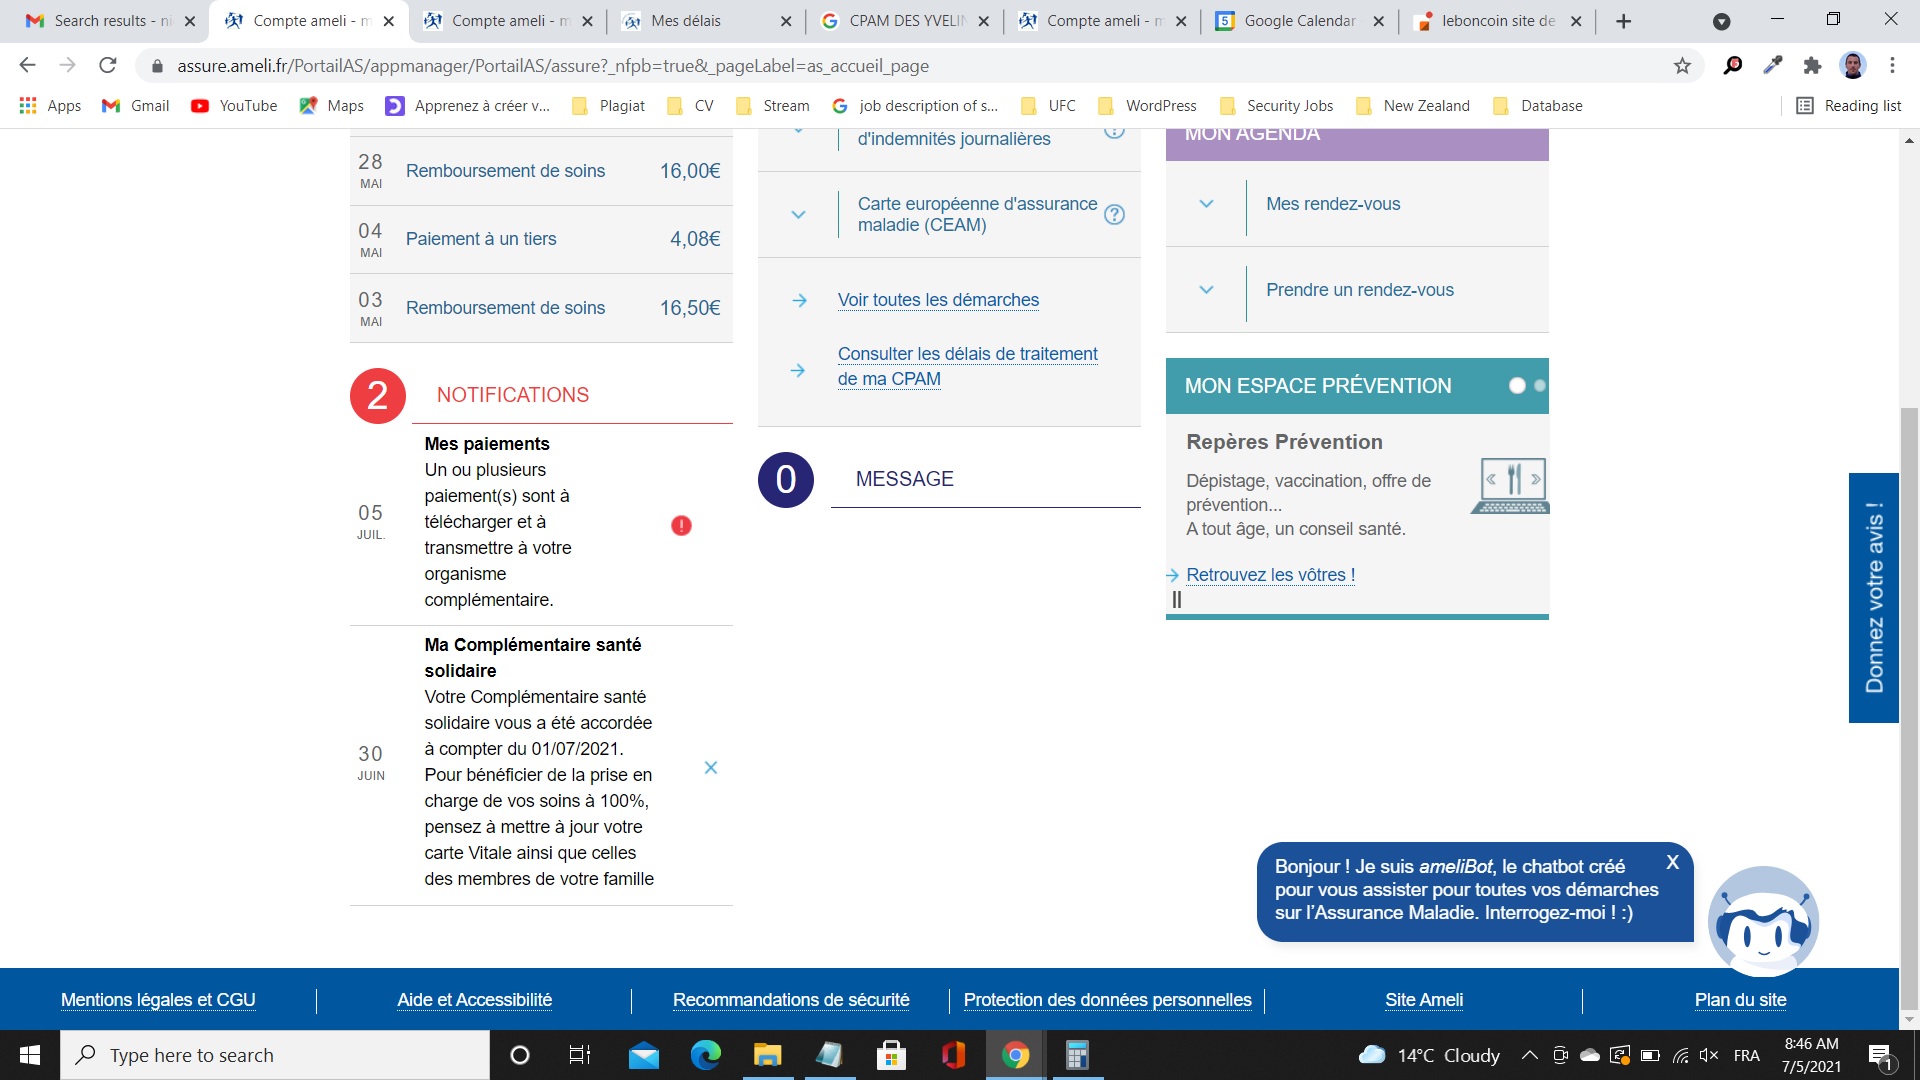 Search results - ni
Compte ameli - m
Compte ameli - m
Mes délais
CPAM DES YVELIN
Compte ameli - m
5
Google Calendar
leboncoin site de
assure.ameli.fr/PortailAS/appmanager/PortailAS/assure?_nfpb=true&_pageLabel=as_accueil_page
Apps
Gmail
YouTube
Maps
Apprenez à créer v...
Plagiat
CV
Stream
job description of s...
UFC
WordPress
Security Jobs
New Zealand
Database
Reading list
28
MAI
Remboursement de soins
16,00€
04
MAI
Paiement à un tiers
4,08€
03
MAI
Remboursement de soins
16,50€
2
NOTIFICATIONS
05
JUIL.
Mes paiements
Un ou plusieurs
paiement(s) sont à
télécharger et à
transmettre à votre
organisme
complémentaire.
30
JUIN
Ma Complémentaire santé
solidaire
Votre Complémentaire santé
solidaire vous a été accordée
à compter du 01/07/2021.
Pour bénéficier de la prise en
charge de vos soins à 100%,
pensez à mettre à jour votre
carte Vitale ainsi que celles
des membres de votre famille
d'indemnités journalières
Carte européenne d'assurance
maladie (CEAM)
?
Voir toutes les démarches
Consulter les délais de traitement
de ma CPAM
0
MESSAGE
MON AGENDA
Mes rendez-vous
Prendre un rendez-vous
MON ESPACE PRÉVENTION
Repères Prévention
Dépistage, vaccination, offre de
prévention...
A tout âge, un conseil santé.
Retrouvez les vôtres !
Donnez votre avis !
Bonjour ! Je suis ameliBot, le chatbot créé
pour vous assister pour toutes vos démarches
sur l'Assurance Maladie. Interrogez-moi ! :)
X
Mentions légales et CGU
Aide et Accessibilité
Recommandations de sécurité
Protection des données personnelles
Site Ameli
Plan du site
Type here to search
14°C Cloudy
FRA
8:46 AM
7/5/2021
1